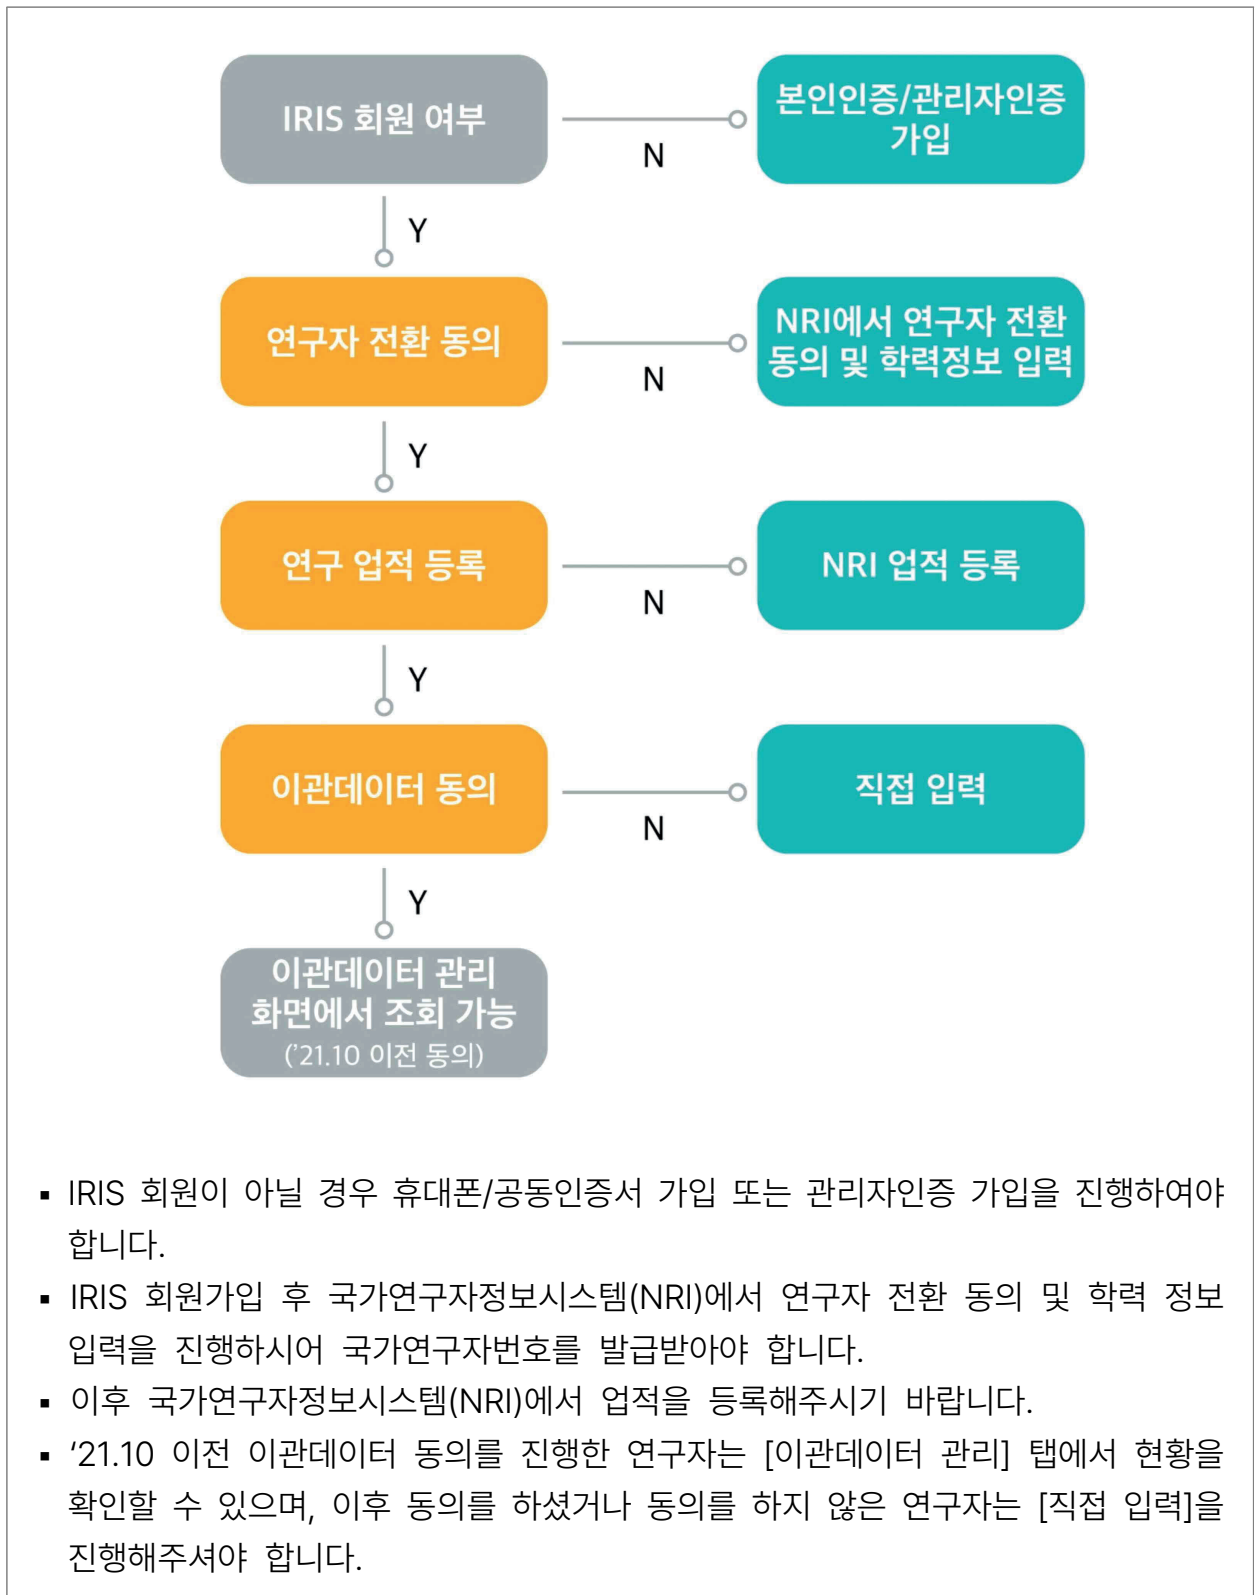 IRIS 회원 여부
N
본인인증/관리자인증
가입
Y
연구자 전환 동의
N
NRI에서 연구자 전환
동의 및 학력정보 입력
Y
연구 업적 등록
N
NRI 업적 등록
Y
이관데이터 동의
N
직접 입력
Y
이관데이터 관리
화면에서 조회 가능
('21.10 이전 동의)
▪ IRIS 회원이 아닐 경우 휴대폰/공동인증서 가입 또는 관리자인증 가입을 진행하여야
합니다.
▪ IRIS 회원가입 후 국가연구자정보시스템(NRI)에서 연구자 전환 동의 및 학력 정보
입력을 진행하시어 국가연구자번호를 발급받아야 합니다.
▪ 이후 국가연구자정보시스템(NRI)에서 업적을 등록해주시기 바랍니다.
▪ '21.10 이전 이관데이터 동의를 진행한 연구자는 [이관데이터 관리] 탭에서 현황을
확인할 수 있으며, 이후 동의를 하셨거나 동의를 하지 않은 연구자는 [직접 입력]을
진행해주셔야 합니다.